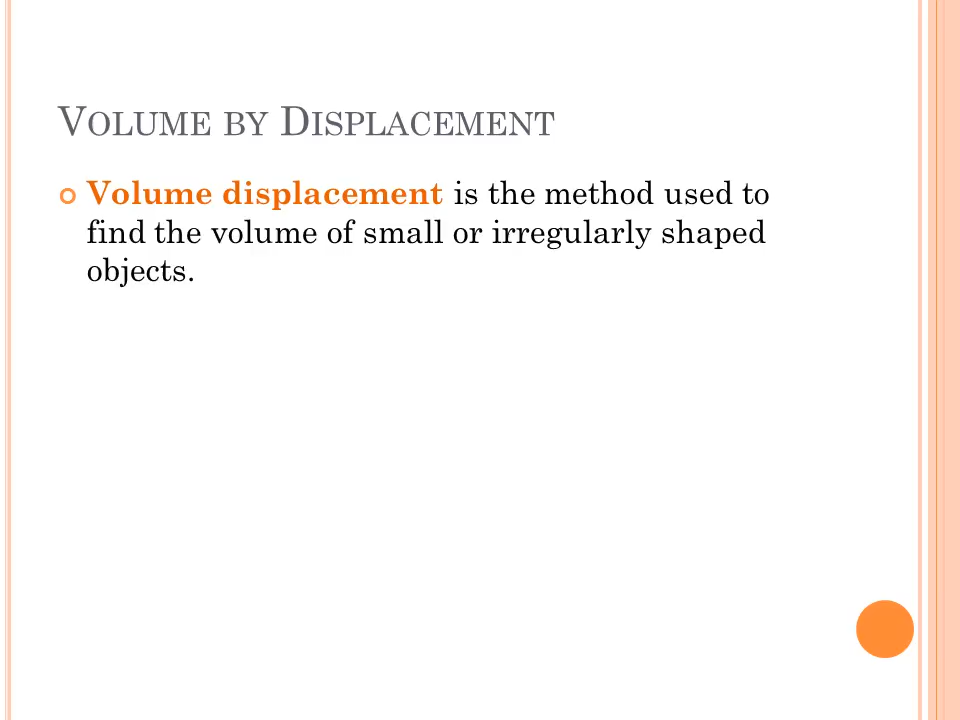 Volume by Displacement
Volume displacement is the method used to
find the volume of small or irregularly shaped
objects.